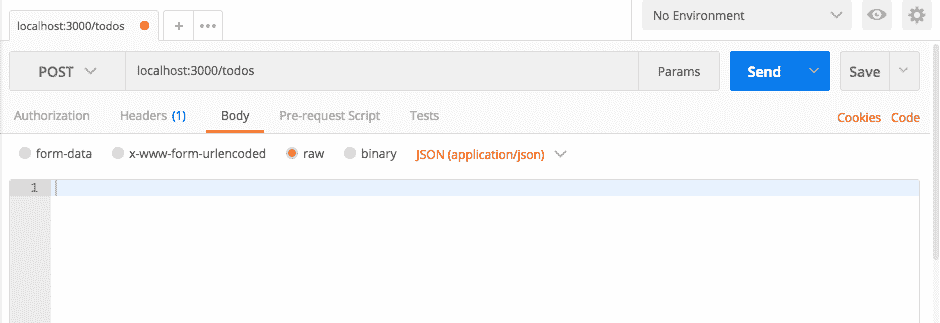 localhost:3000/todos
+
•••
No Environment
POST localhost:3000/todos Params Send Save
Authorization Headers (1) Body Pre-request Script Tests Cookies Code
form-data x-www-form-urlencoded raw binary JSON (application/json)
1